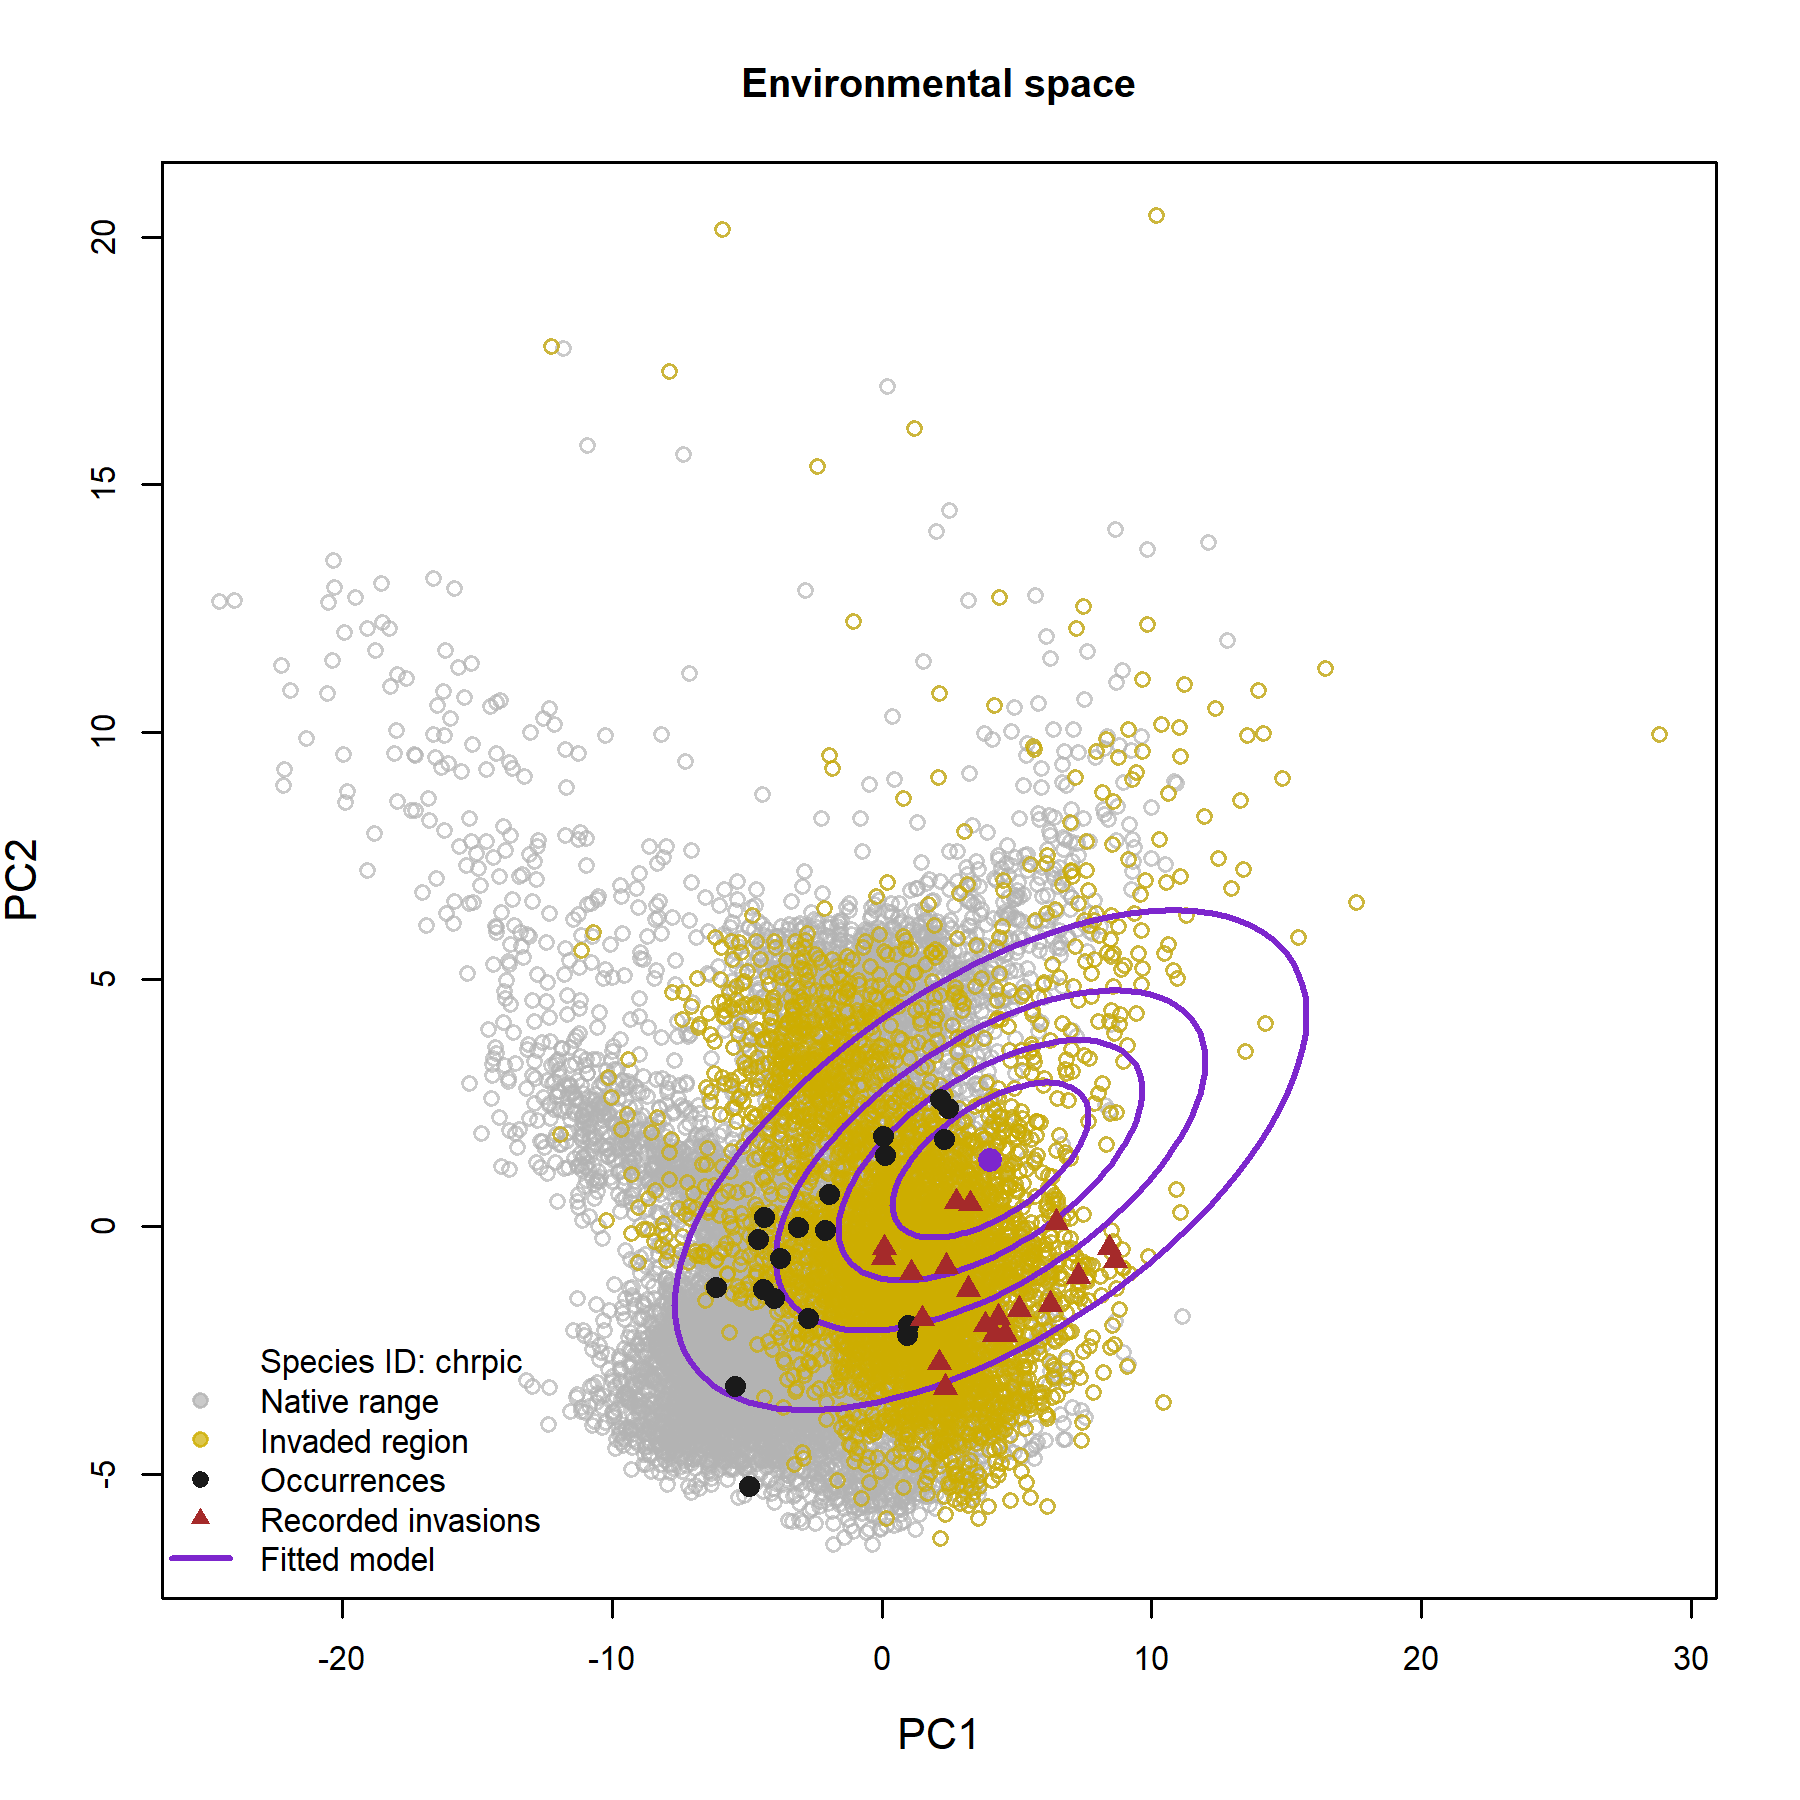 Environmental space
20
15
10
5
0
-5
PC2
Species ID: chrpic
Native range
Invaded region
Occurrences
Recorded invasions
Fitted model
-20 -10 0 10 20 30
PC1